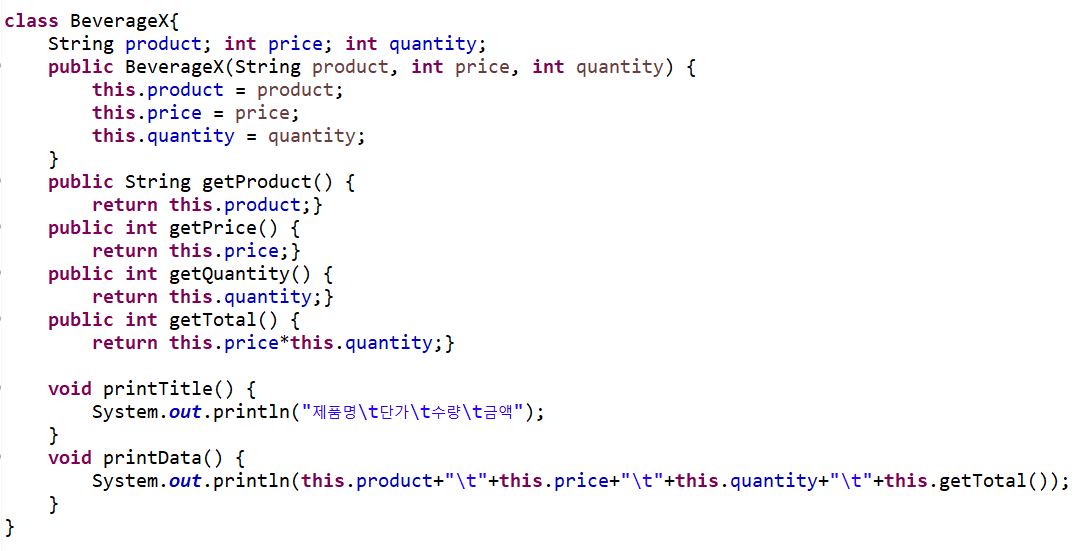 class BeverageX{
    String product; int price; int quantity;
    public BeverageX(String product, int price, int quantity) {
        this.product = product;
        this.price = price;
        this.quantity = quantity;
    }
    public String getProduct() {
        return this.product;}
    public int getPrice() {
        return this.price;}
    public int getQuantity() {
        return this.quantity;}
    public int getTotal() {
        return this.price*this.quantity;}

    void printTitle() {
        System.out.println("제품명\t단가\t수량\t금액");
    }
    void printData() {
        System.out.println(this.product+"\t"+this.price+"\t"+this.quantity+"\t"+this.getTotal());
    }
}